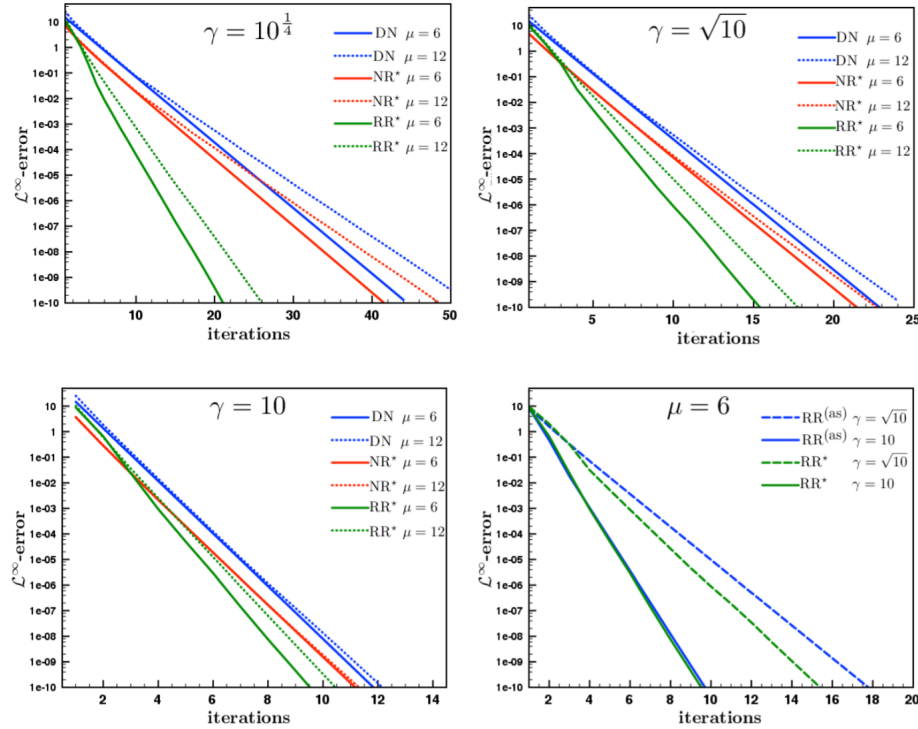 γ = 10^{1/4}
DN μ = 6
DN μ = 12
NR* μ = 6
NR* μ = 12
RR* μ = 6
RR* μ = 12
10
1
1e-01
1e-02
1e-03
1e-04
1e-05
1e-06
1e-07
1e-08
1e-09
1e-10
𝓛^∞-error
10 20 30 40 50
iterations
γ = √10
DN μ = 6
DN μ = 12
NR* μ = 6
NR* μ = 12
RR* μ = 6
RR* μ = 12
10
1
1e-01
1e-02
1e-03
1e-04
1e-05
1e-06
1e-07
1e-08
1e-09
1e-10
𝓛^∞-error
5 10 15 20 25
iterations
γ = 10
DN μ = 6
DN μ = 12
NR* μ = 6
NR* μ = 12
RR* μ = 6
RR* μ = 12
10
1
1e-01
1e-02
1e-03
1e-04
1e-05
1e-06
1e-07
1e-08
1e-09
1e-10
𝓛^∞-error
2 4 6 8 10 12 14
iterations
μ = 6
RR^(as) γ = √10
RR^(as) γ = 10
RR* γ = √10
RR* γ = 10
10
1
1e-01
1e-02
1e-03
1e-04
1e-05
1e-06
1e-07
1e-08
1e-09
1e-10
𝓛^∞-error
2 4 6 8 10 12 14 16 18 20
iterations